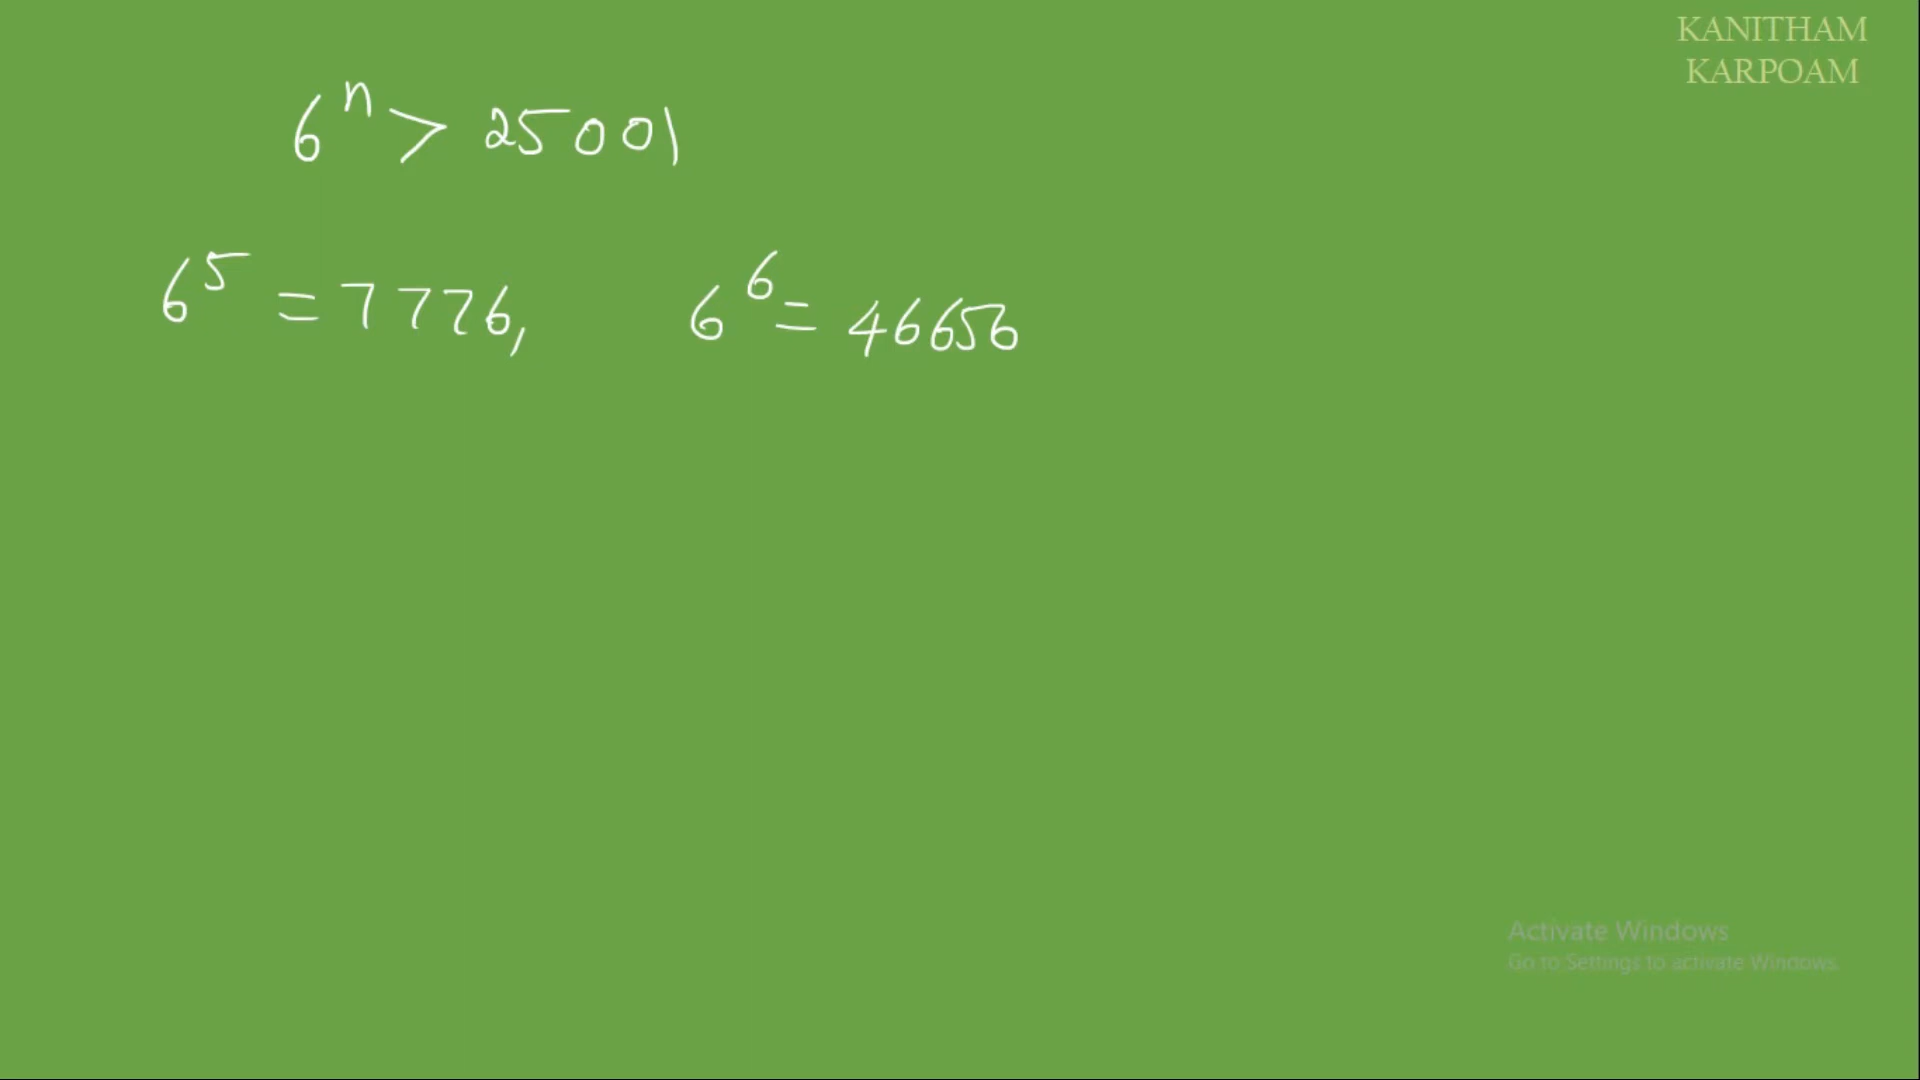 KANITHAM
KARPOAM
6ⁿ > 25001
6⁵ = 7776, 6⁶ = 46656
Activate Windows
Go to Settings to activate Windows.